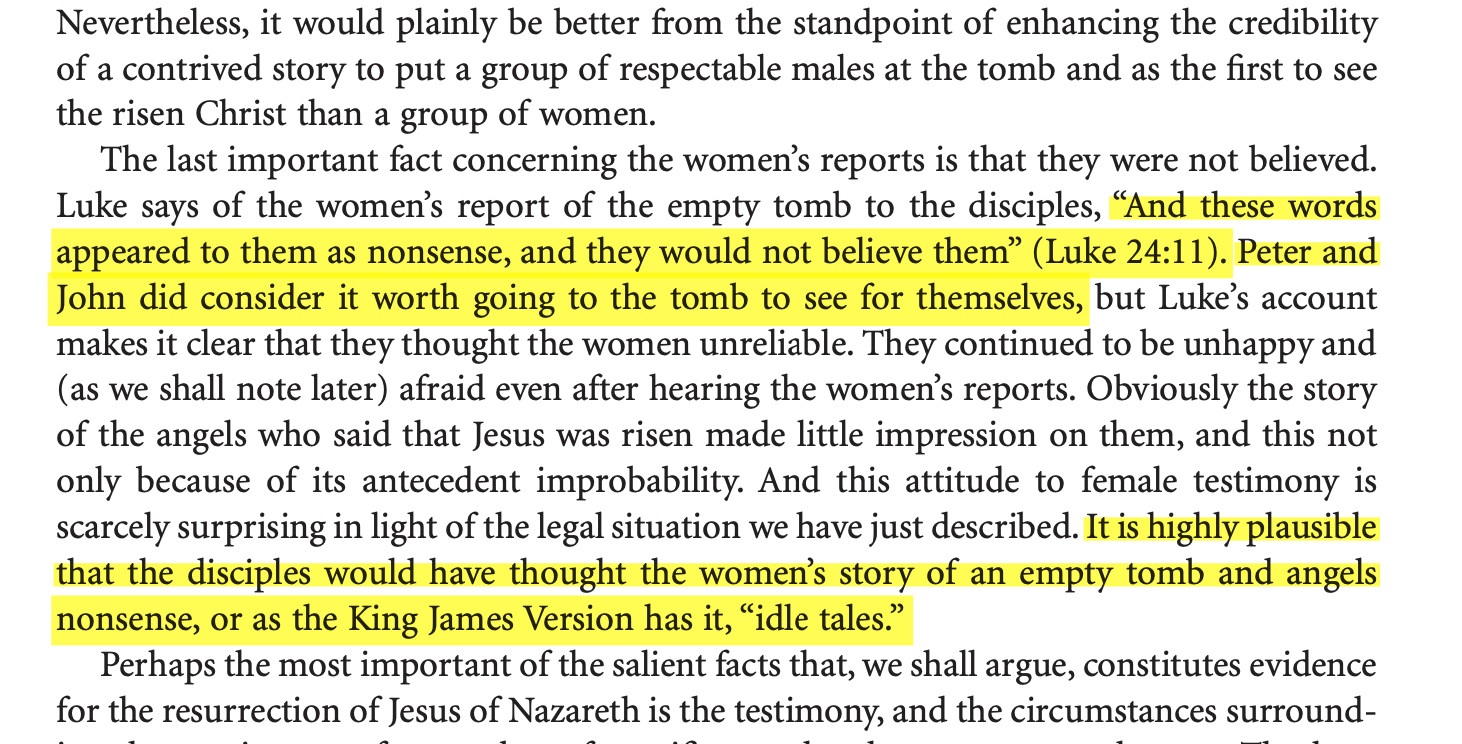 Nevertheless, it would plainly be better from the standpoint of enhancing the credibility
of a contrived story to put a group of respectable males at the tomb and as the first to see
the risen Christ than a group of women.
The last important fact concerning the women’s reports is that they were not believed.
Luke says of the women’s report of the empty tomb to the disciples, “And these words
appeared to them as nonsense, and they would not believe them” (Luke 24:11). Peter and
John did consider it worth going to the tomb to see for themselves, but Luke’s account
makes it clear that they thought the women unreliable. They continued to be unhappy and
(as we shall note later) afraid even after hearing the women’s reports. Obviously the story
of the angels who said that Jesus was risen made little impression on them, and this not
only because of its antecedent improbability. And this attitude to female testimony is
scarcely surprising in light of the legal situation we have just described. It is highly plausible
that the disciples would have thought the women’s story of an empty tomb and angels
nonsense, or as the King James Version has it, “idle tales.”
Perhaps the most important of the salient facts that, we shall argue, constitutes evidence
for the resurrection of Jesus of Nazareth is the testimony, and the circumstances surround-